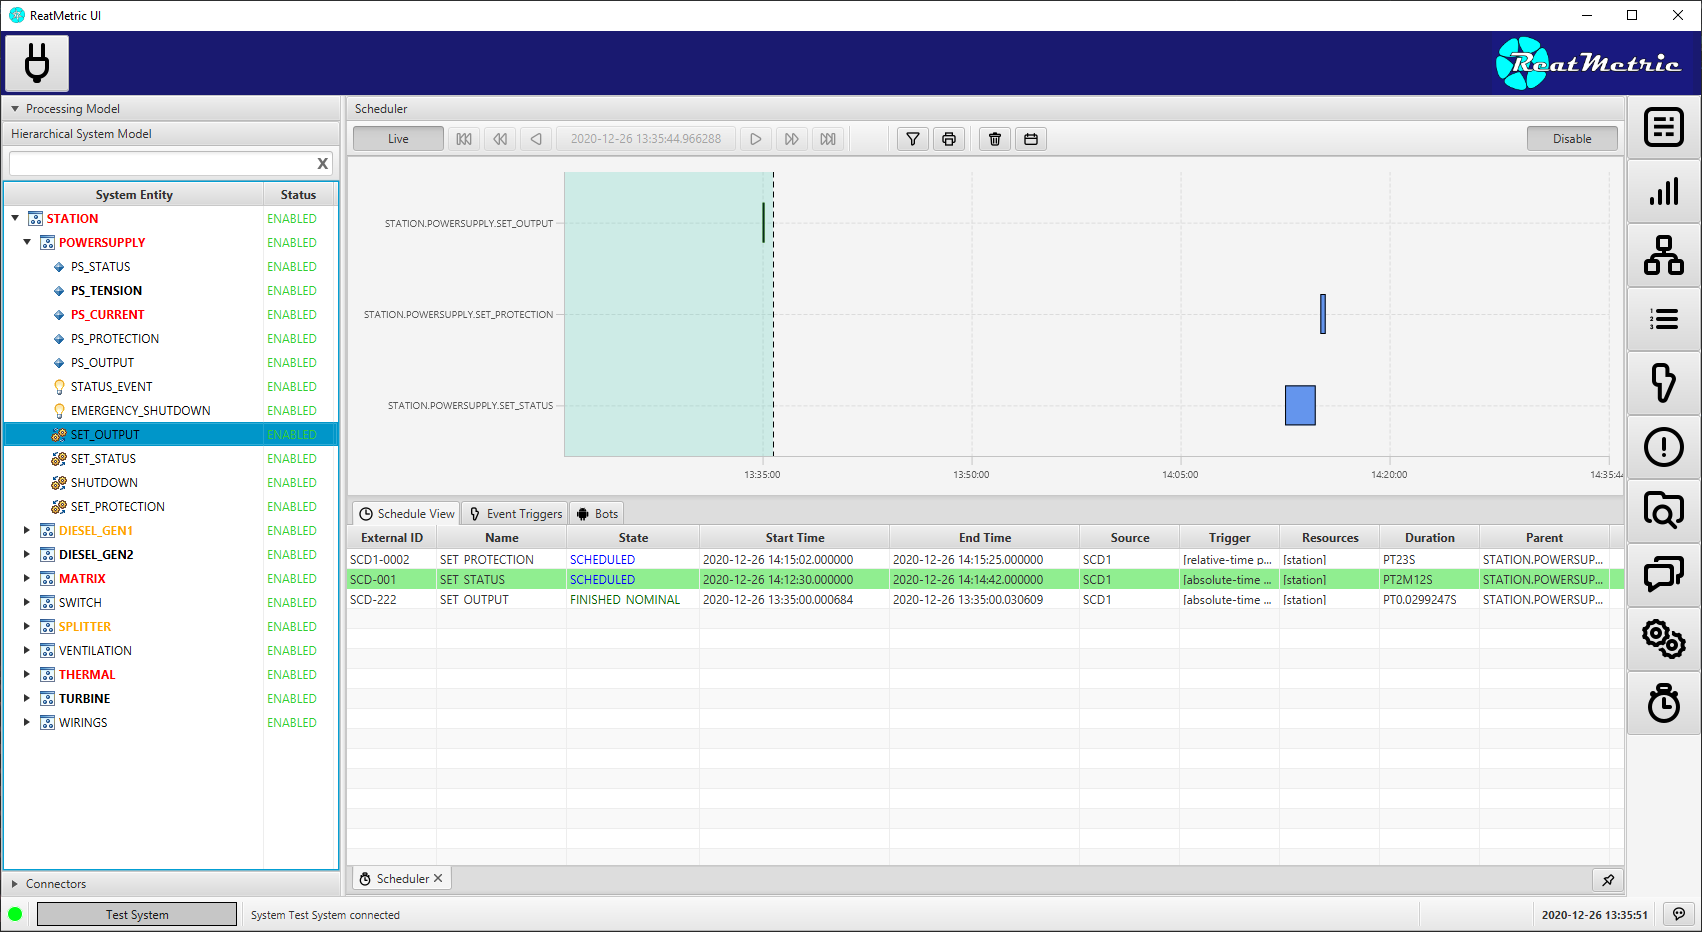 ReatMetric UI
ReatMetric
Processing Model
Hierarchical System Model
X
System Entity Status
STATION ENABLED
POWERSUPPLY ENABLED
PS_STATUS ENABLED
PS_TENSION ENABLED
PS_CURRENT ENABLED
PS_PROTECTION ENABLED
PS_OUTPUT ENABLED
STATUS_EVENT ENABLED
EMERGENCY_SHUTDOWN ENABLED
SET_OUTPUT ENABLED
SET_STATUS ENABLED
SHUTDOWN ENABLED
SET_PROTECTION ENABLED
DIESEL_GEN1 ENABLED
DIESEL_GEN2 ENABLED
MATRIX ENABLED
SWITCH ENABLED
SPLITTER ENABLED
VENTILATION ENABLED
THERMAL ENABLED
TURBINE ENABLED
WIRINGS ENABLED
Connectors
Scheduler
Live 2020-12-26 13:35:44.966288 Disable
STATION.POWERSUPPLY.SET_OUTPUT
STATION.POWERSUPPLY.SET_PROTECTION
STATION.POWERSUPPLY.SET_STATUS
13:35:00 13:50:00 14:05:00 14:20:00 14:35:44
Schedule View Event Triggers Bots
External ID Name State Start Time End Time Source Trigger Resources Duration Parent
SCD1-0002 SET_PROTECTION SCHEDULED 2020-12-26 14:15:02.000000 2020-12-26 14:15:25.000000 SCD1 [relative-time p... [station] PT23S STATION.POWERSUP...
SCD-001 SET_STATUS SCHEDULED 2020-12-26 14:12:30.000000 2020-12-26 14:14:42.000000 SCD1 [absolute-time ... [station] PT2M12S STATION.POWERSUP...
SCD-222 SET_OUTPUT FINISHED_NOMINAL 2020-12-26 13:35:00.000684 2020-12-26 13:35:00.030609 SCD1 [absolute-time ... [station] PT0.0299247S STATION.POWERSUP...
Scheduler
Test System System Test System connected 2020-12-26 13:35:51